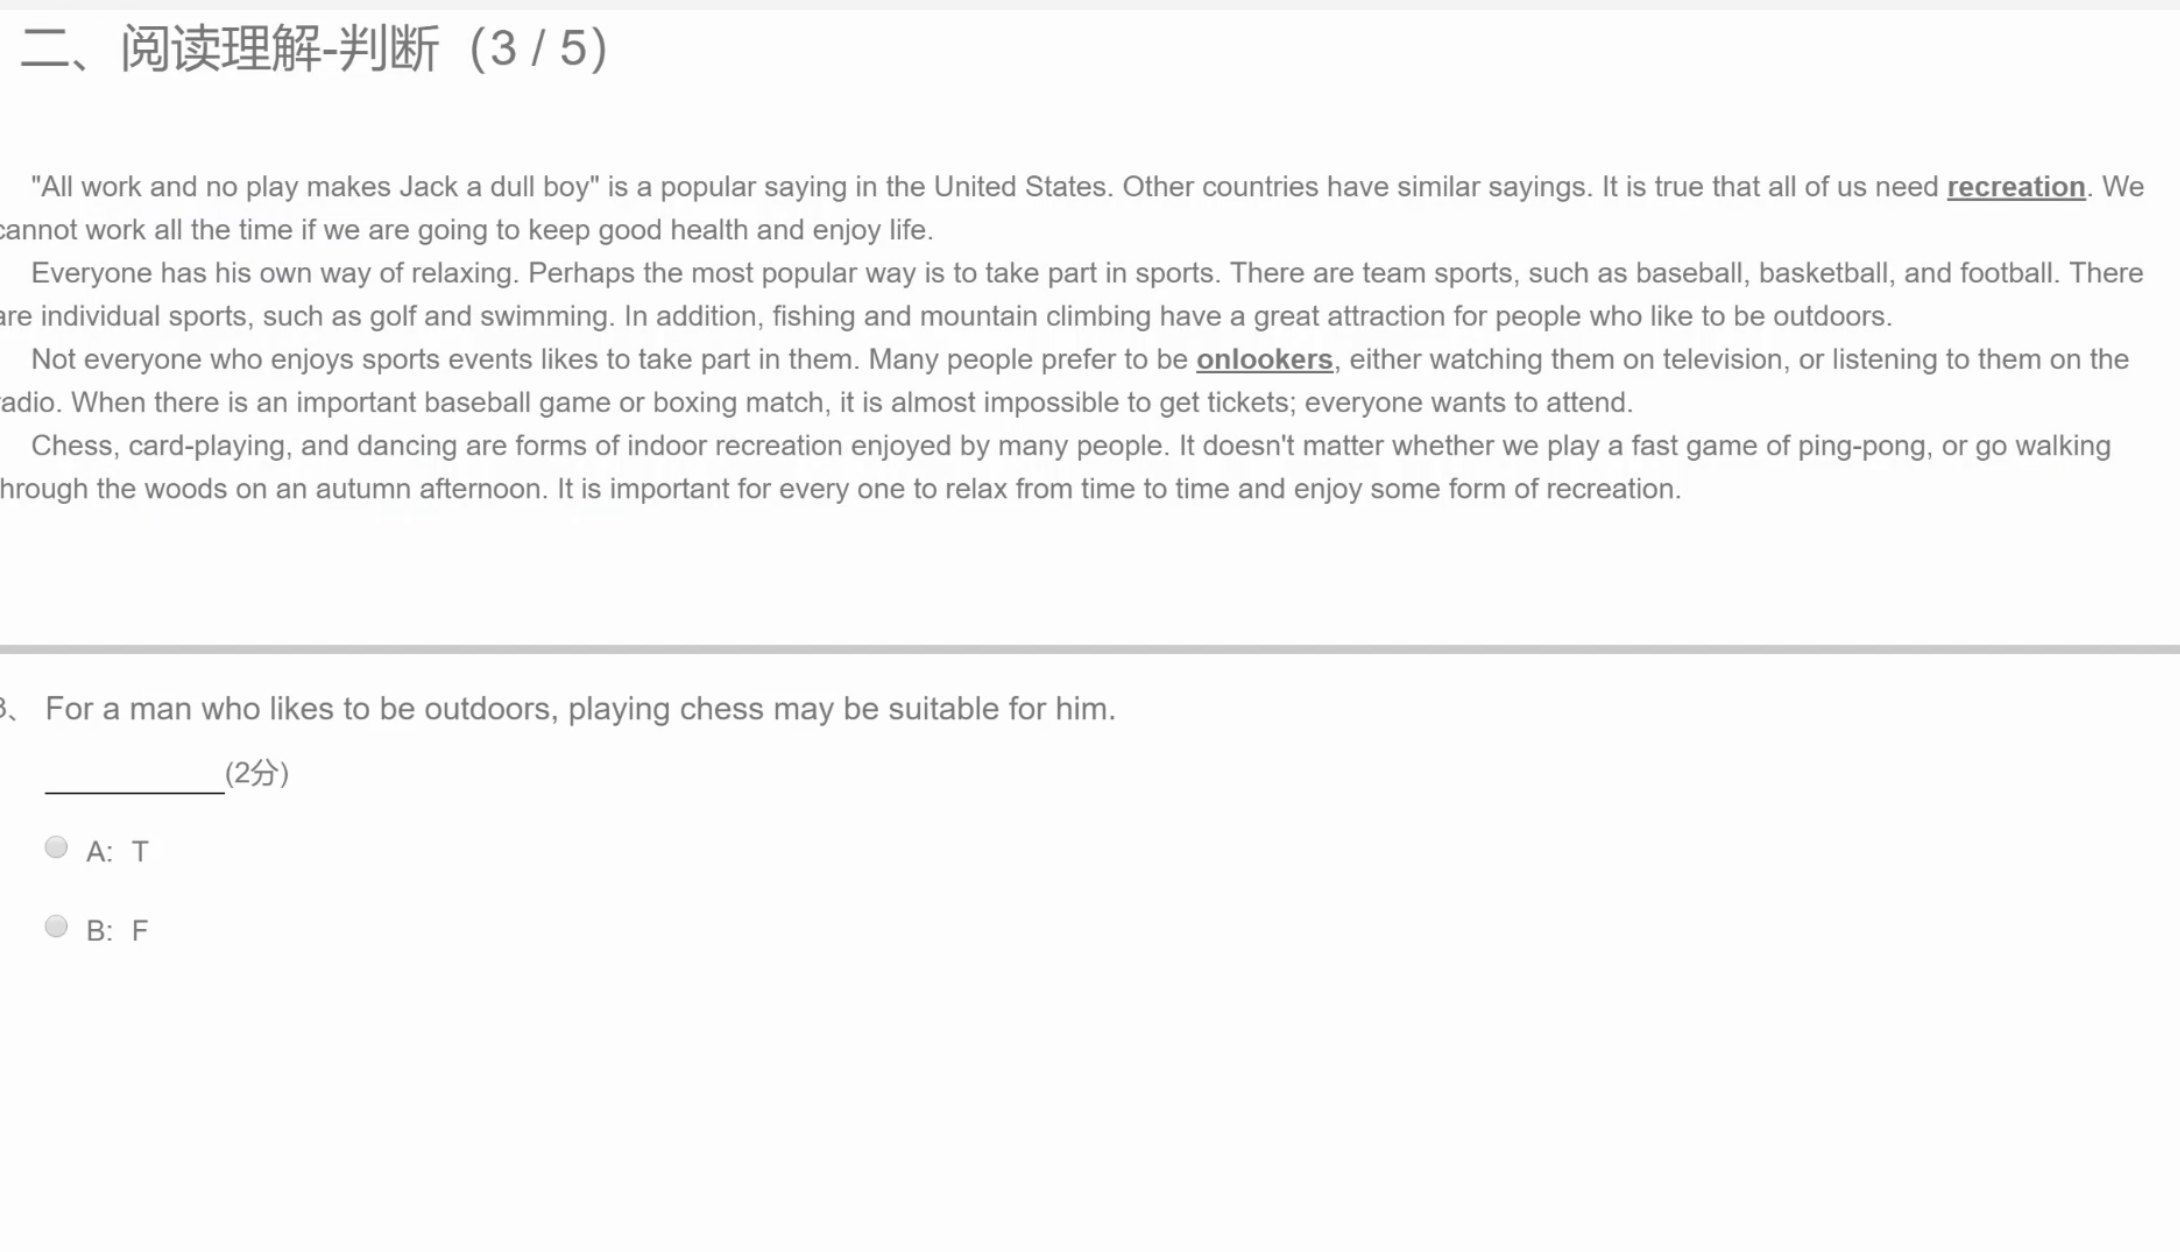 二、阅读理解-判断（3 / 5）
"All work and no play makes Jack a dull boy" is a popular saying in the United States. Other countries have similar sayings. It is true that all of us need recreation. We
cannot work all the time if we are going to keep good health and enjoy life.
Everyone has his own way of relaxing. Perhaps the most popular way is to take part in sports. There are team sports, such as baseball, basketball, and football. There
are individual sports, such as golf and swimming. In addition, fishing and mountain climbing have a great attraction for people who like to be outdoors.
Not everyone who enjoys sports events likes to take part in them. Many people prefer to be onlookers, either watching them on television, or listening to them on the
radio. When there is an important baseball game or boxing match, it is almost impossible to get tickets; everyone wants to attend.
Chess, card-playing, and dancing are forms of indoor recreation enjoyed by many people. It doesn't matter whether we play a fast game of ping-pong, or go walking
hrough the woods on an autumn afternoon. It is important for every one to relax from time to time and enjoy some form of recreation.
3、 For a man who likes to be outdoors, playing chess may be suitable for him.
(2分)
A: T
B: F